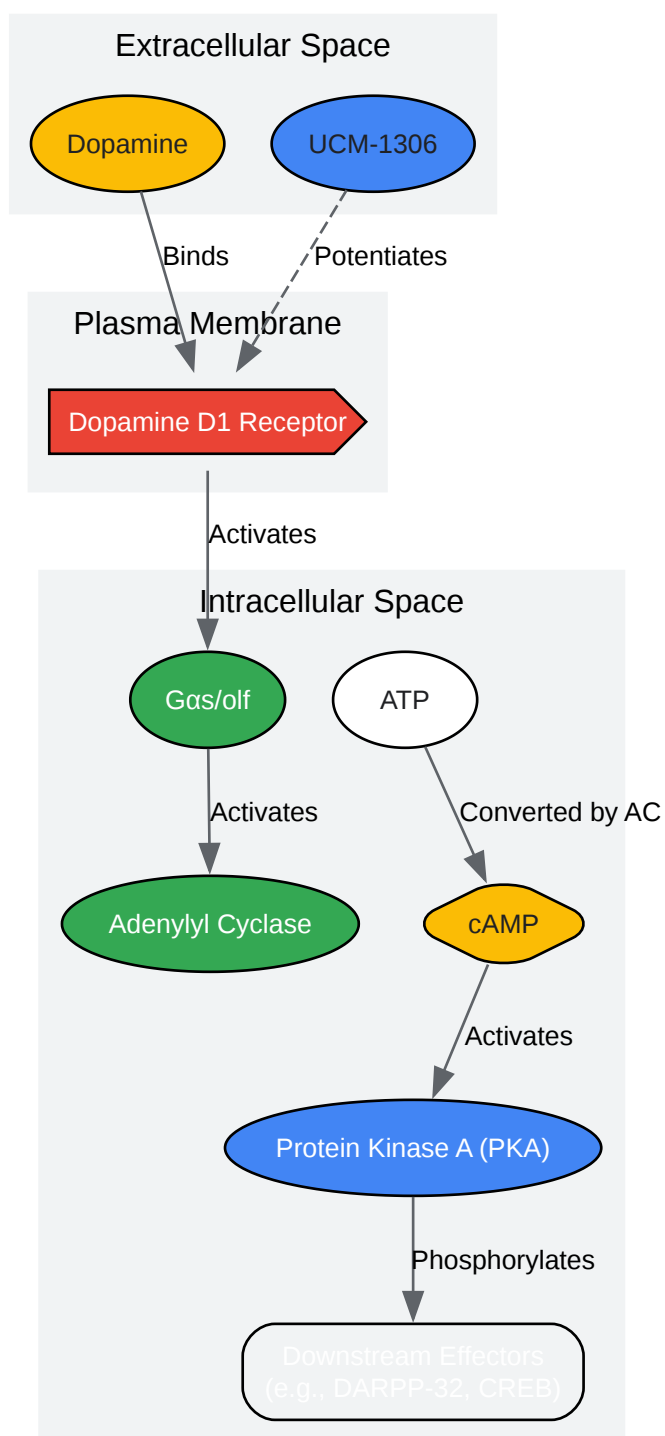 Extracellular Space
Dopamine
UCM-1306
Binds
Potentiates
Plasma Membrane
Dopamine D1 Receptor
Activates
Intracellular Space
Gαs/olf
ATP
Activates
Converted by AC
Adenylyl Cyclase
cAMP
Activates
Protein Kinase A (PKA)
Phosphorylates
Downstream Effectors
(e.g., DARPP-32, CREB)